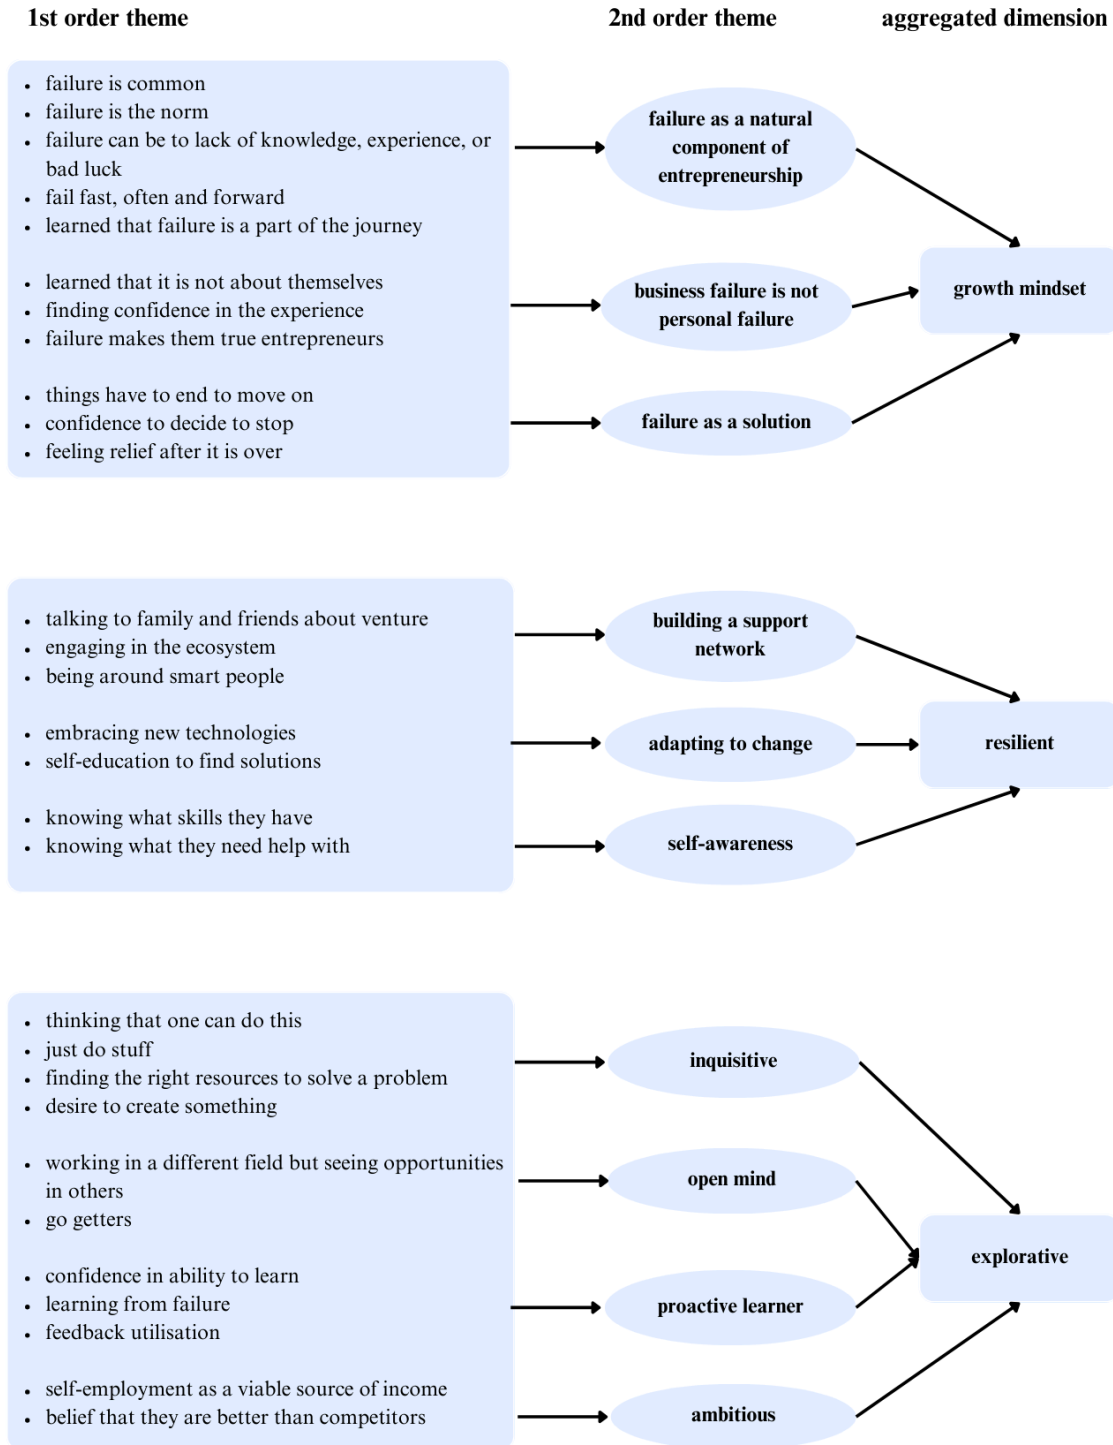 1st order theme
2nd order theme
aggregated dimension
• failure is common
• failure is the norm
• failure can be to lack of knowledge, experience, or
bad luck
• fail fast, often and forward
• learned that failure is a part of the journey
failure as a natural
component of
entrepreneurship
• learned that it is not about themselves
• finding confidence in the experience
• failure makes them true entrepreneurs
business failure is not
personal failure
• things have to end to move on
• confidence to decide to stop
• feeling relief after it is over
failure as a solution
growth mindset
• talking to family and friends about venture
• engaging in the ecosystem
• being around smart people
building a support
network
• embracing new technologies
• self-education to find solutions
adapting to change
• knowing what skills they have
• knowing what they need help with
self-awareness
resilient
• thinking that one can do this
• just do stuff
• finding the right resources to solve a problem
• desire to create something
inquisitive
• working in a different field but seeing opportunities
in others
• go getters
open mind
• confidence in ability to learn
• learning from failure
• feedback utilisation
proactive learner
• self-employment as a viable source of income
• belief that they are better than competitors
ambitious
explorative